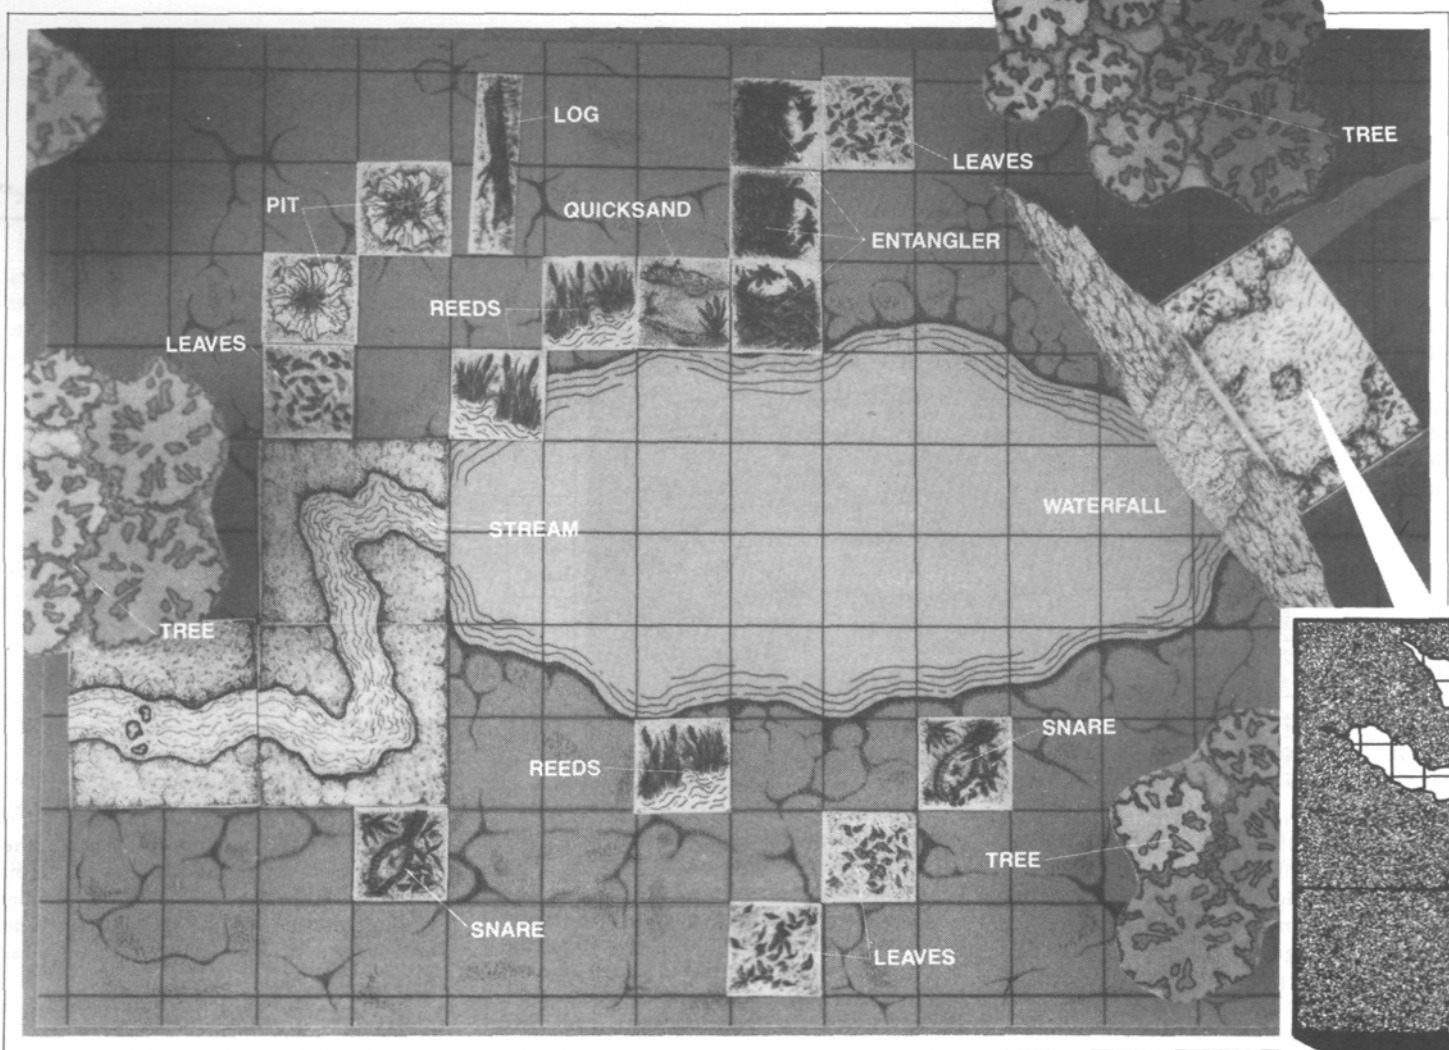 LOG
TREE
LEAVES
PIT
QUICKSAND
ENTANGLER
REEDS
LEAVES
WATERFALL
STREAM
TREE
SNARE
REEDS
TREE
SNARE
LEAVES